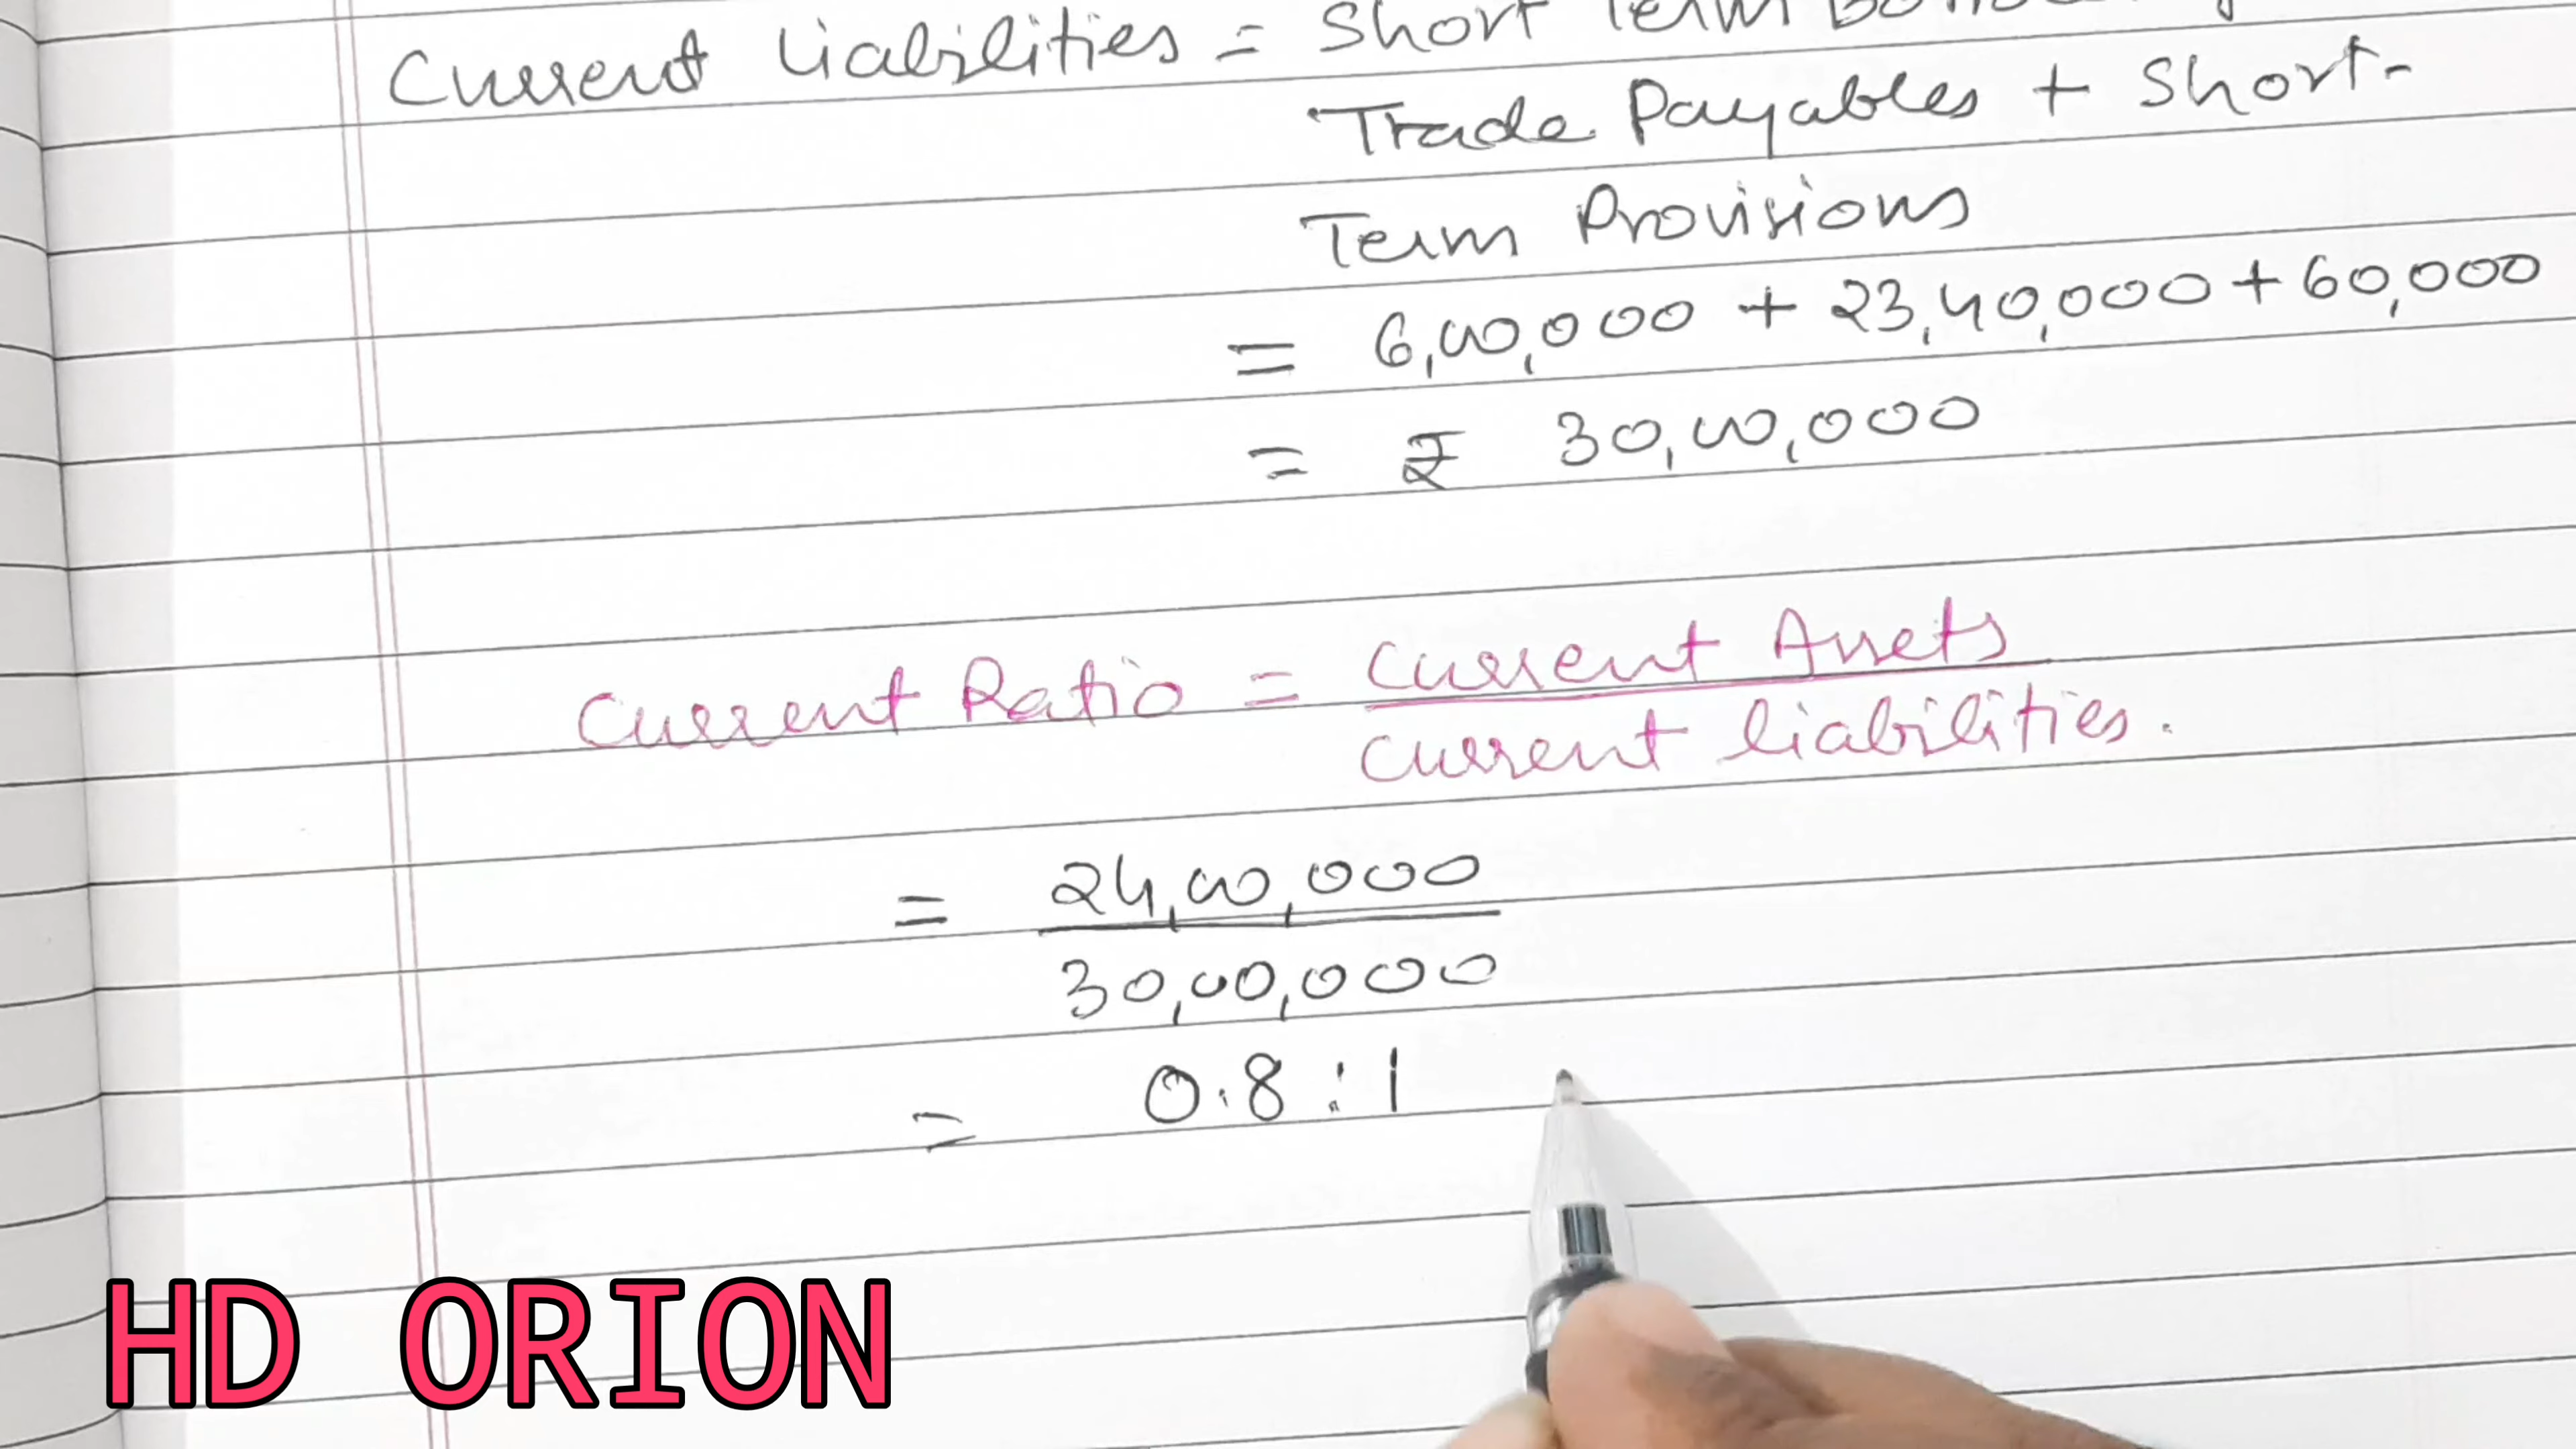 Current Liabilities = Short Term
Trade Payables + Short-
Term Provisions
= 6,00,000 + 23,40,000 + 60,000
= ₹ 30,00,000
Current Ratio = Current Assets
Current liabilities.
= 24,00,000
30,00,000
= 0.8 : 1
HD ORION